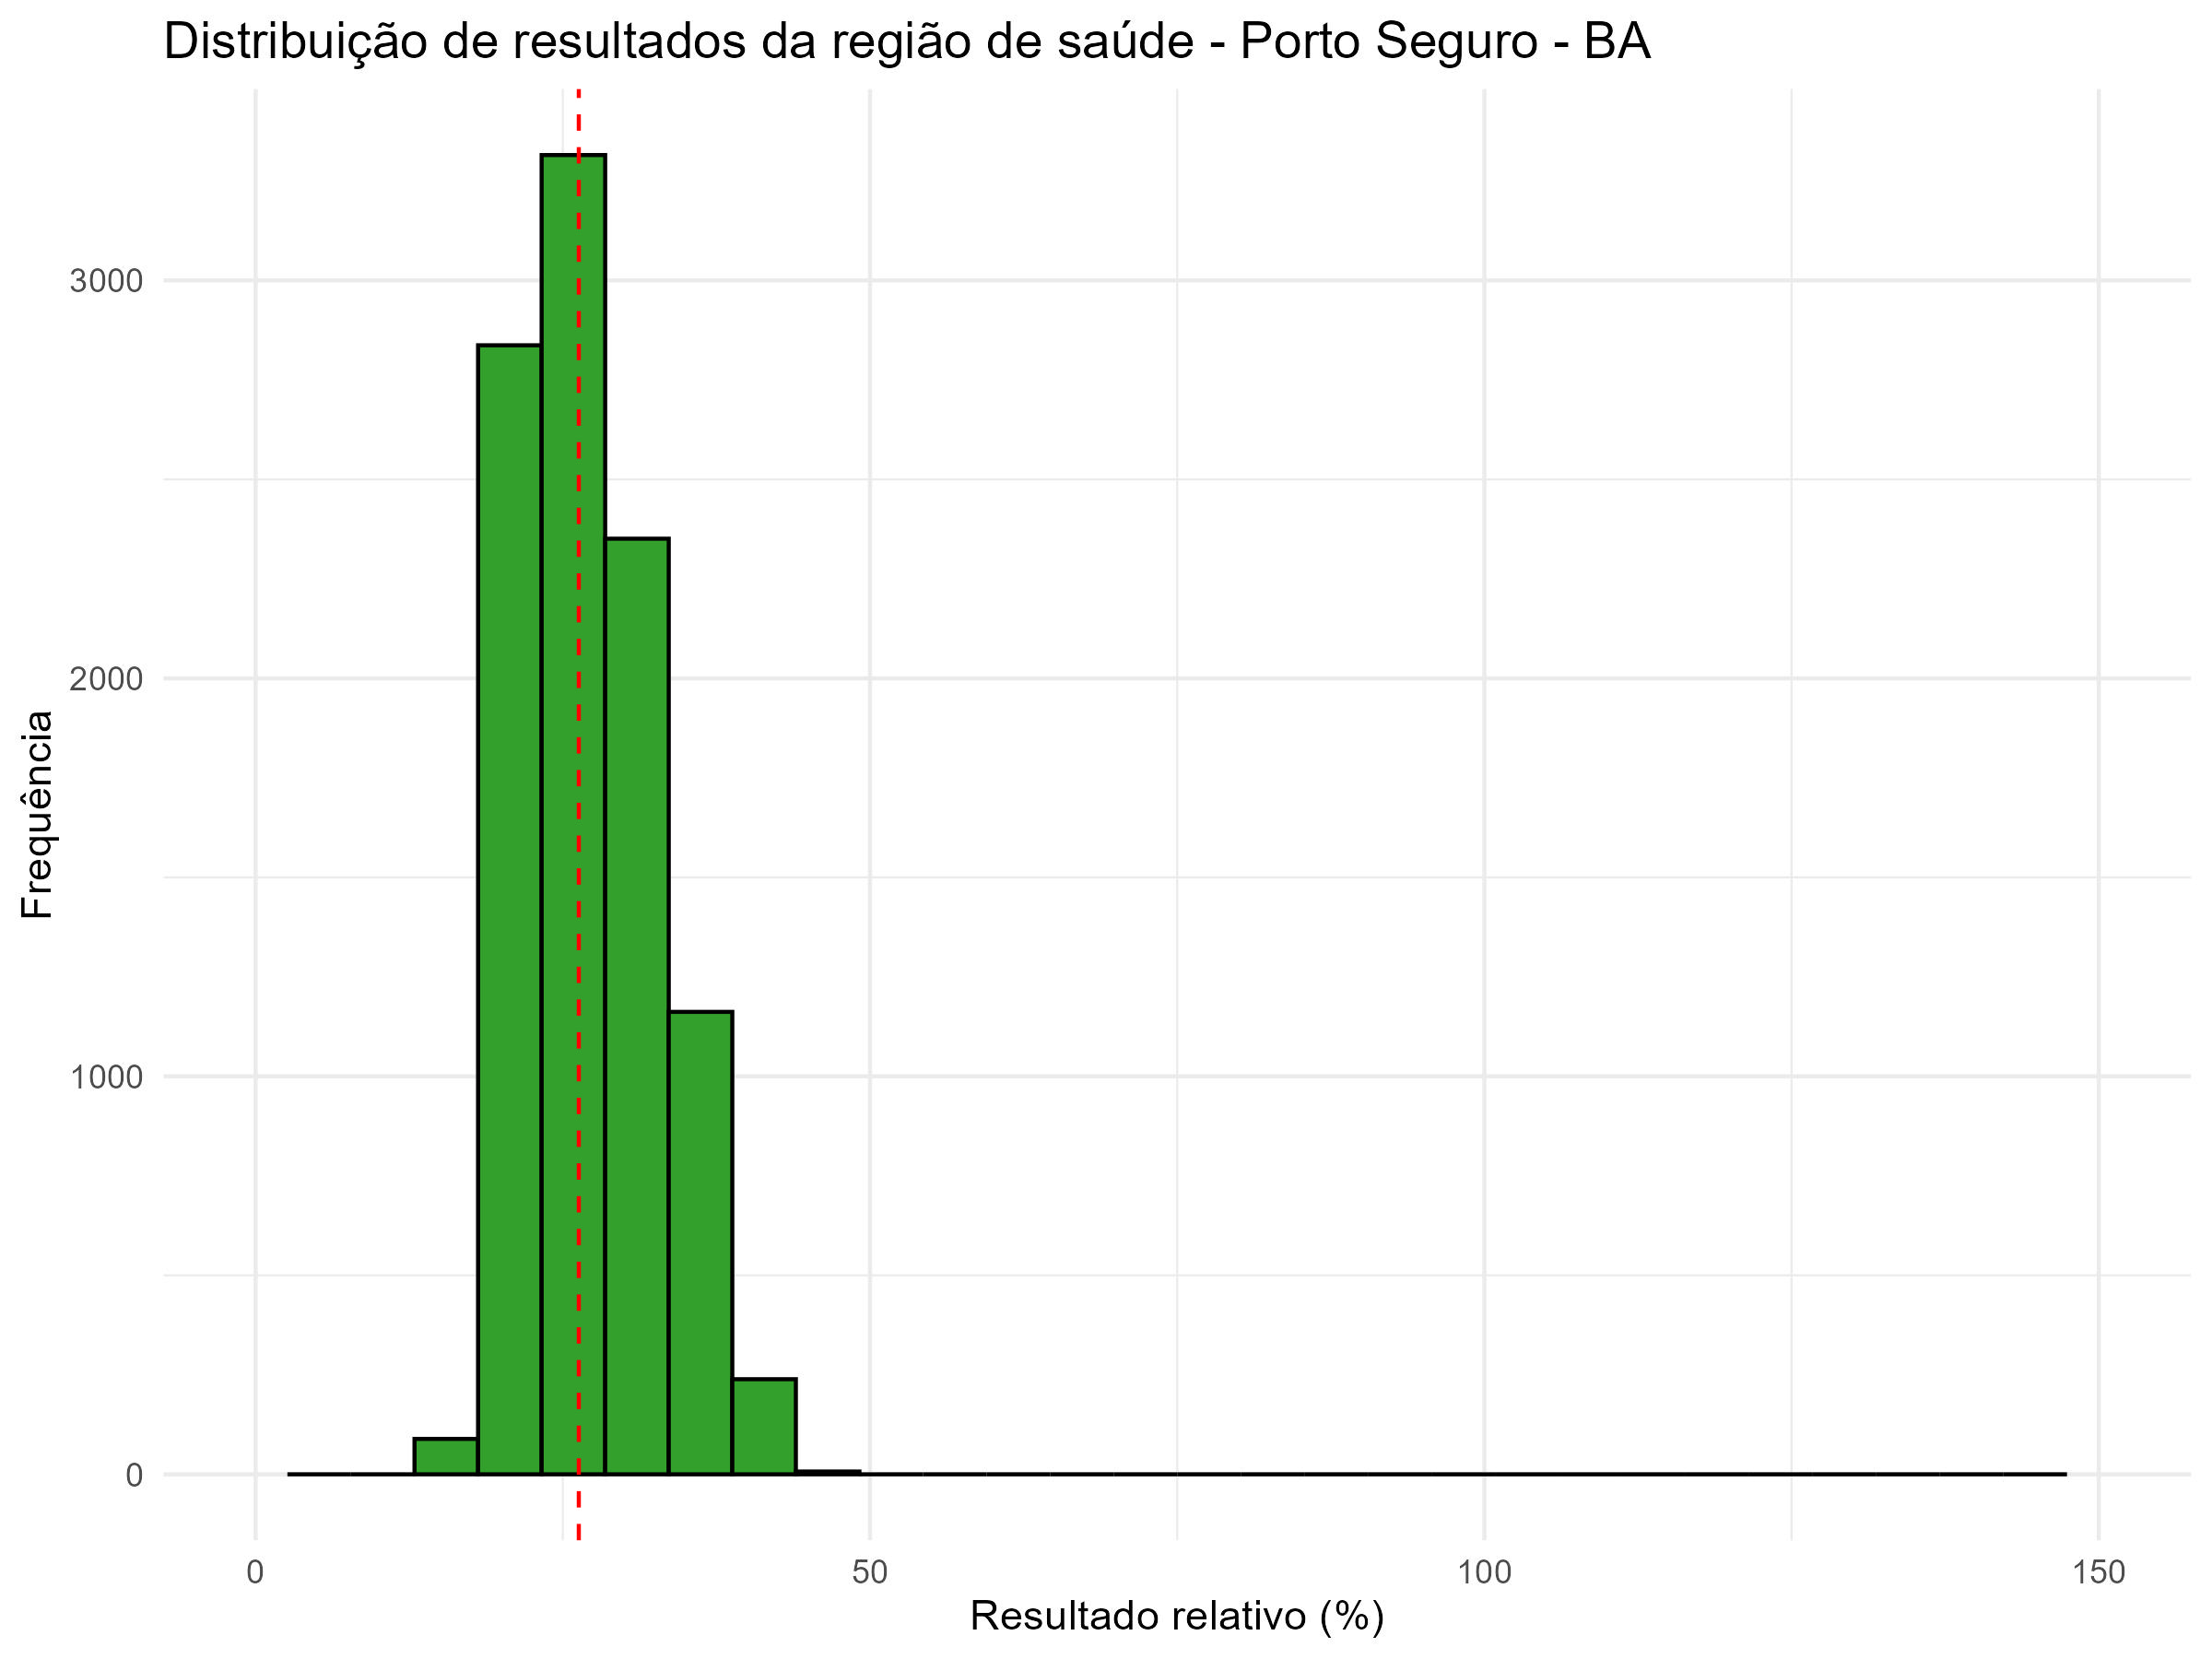 Distribuição de resultados da região de saúde - Porto Seguro - BA
Frequência
3000
2000
1000
0
0 50 100 150
Resultado relativo (%)